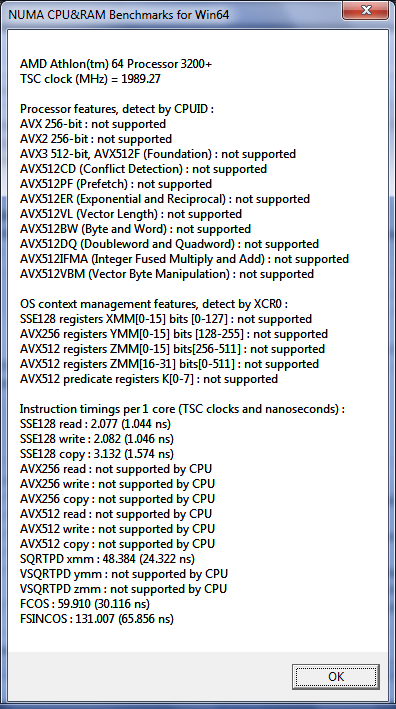 NUMA CPU&RAM Benchmarks for Win64
AMD Athlon(tm) 64 Processor 3200+
TSC clock (MHz) = 1989.27
Processor features, detect by CPUID :
AVX 256-bit : not supported
AVX2 256-bit : not supported
AVX3 512-bit, AVX512F (Foundation) : not supported
AVX512CD (Conflict Detection) : not supported
AVX512PF (Prefetch) : not supported
AVX512ER (Exponential and Reciprocal) : not supported
AVX512VL (Vector Length) : not supported
AVX512BW (Byte and Word) : not supported
AVX512DQ (Doubleword and Quadword) : not supported
AVX512IFMA (Integer Fused Multiply and Add) : not supported
AVX512VBM (Vector Byte Manipulation) : not supported
OS context management features, detect by XCR0 :
SSE128 registers XMM[0-15] bits [0-127] : not supported
AVX256 registers YMM[0-15] bits [128-255] : not supported
AVX512 registers ZMM[0-15] bits[256-511] : not supported
AVX512 registers ZMM[16-31] bits[0-511] : not supported
AVX512 predicate registers K[0-7] : not supported
Instruction timings per 1 core (TSC clocks and nanoseconds) :
SSE128 read : 2.077 (1.044 ns)
SSE128 write : 2.082 (1.046 ns)
SSE128 copy : 3.132 (1.574 ns)
AVX256 read : not supported by CPU
AVX256 write : not supported by CPU
AVX256 copy : not supported by CPU
AVX512 read : not supported by CPU
AVX512 write : not supported by CPU
AVX512 copy : not supported by CPU
SQRTPD xmm : 48.384 (24.322 ns)
VSQRTPD ymm : not supported by CPU
VSQRTPD zmm : not supported by CPU
FCOS : 59.910 (30.116 ns)
FSINCOS : 131.007 (65.856 ns)
OK